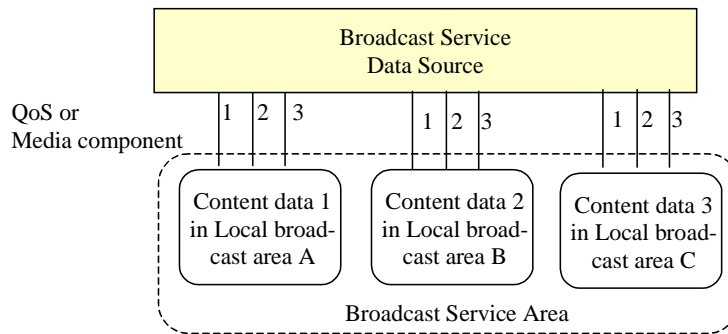 Broadcast Service
Data Source
QoS or
Media component
1 2 3
1 2 3
1 2 3
Content data 1
in Local broad-
cast area A
Content data 2
in Local broad-
cast area B
Content data 3
in Local broad-
cast area C
Broadcast Service Area